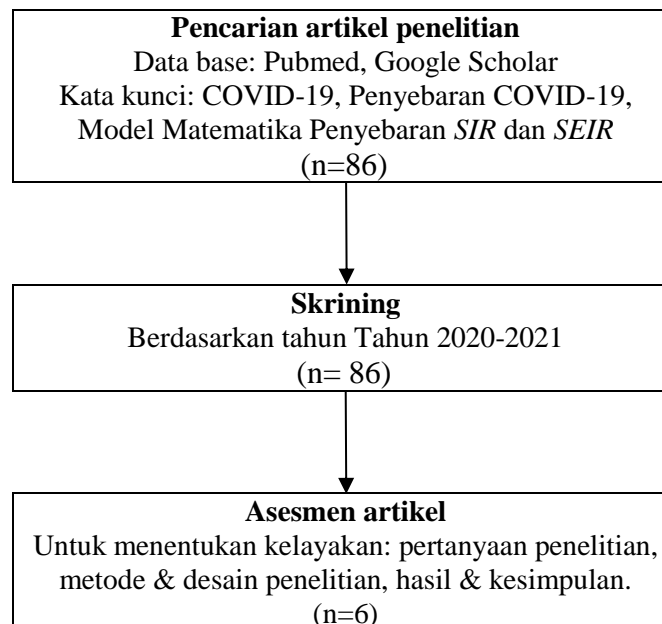 Pencarian artikel penelitian
Data base: Pubmed, Google Scholar
Kata kunci: COVID-19, Penyebaran COVID-19,
Model Matematika Penyebaran SIR dan SEIR
(n=86)
Skrining
Berdasarkan tahun Tahun 2020-2021
(n= 86)
Asesmen artikel
Untuk menentukan kelayakan: pertanyaan penelitian,
metode & desain penelitian, hasil & kesimpulan.
(n=6)